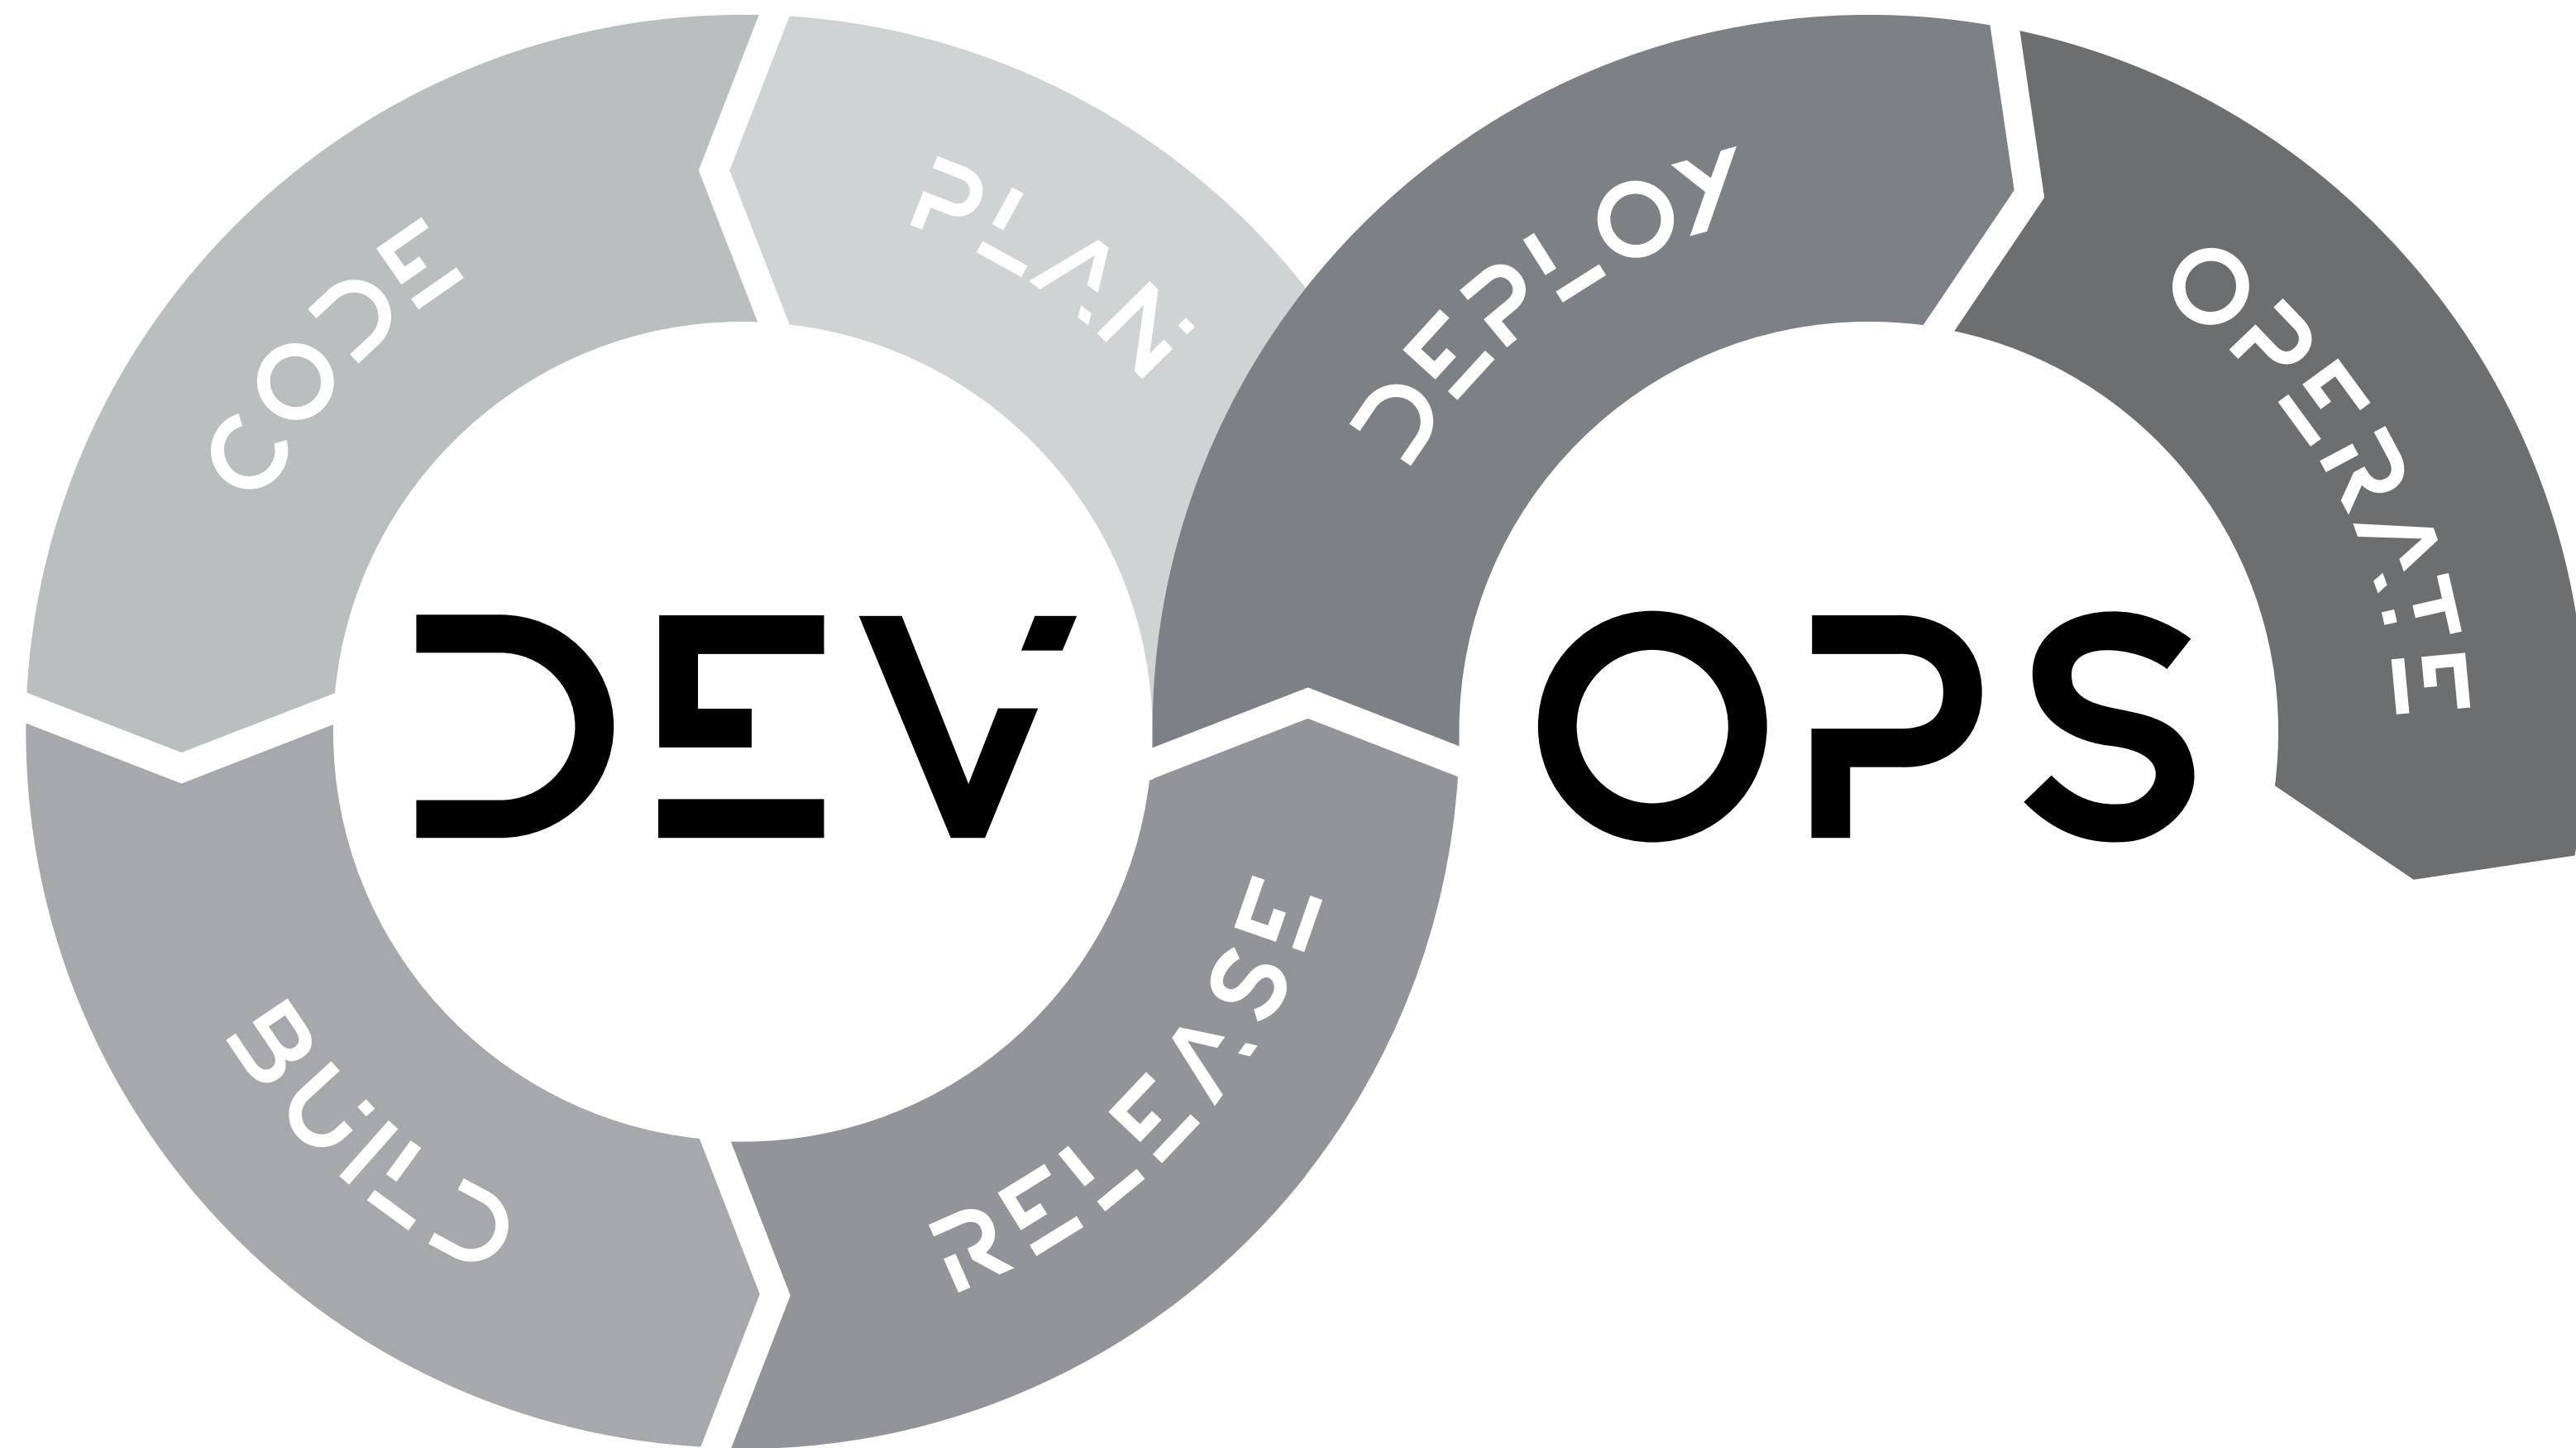 PLAN
CODE
BUILD
RELEASE
DEPLOY
OPERATE
DEV OPS